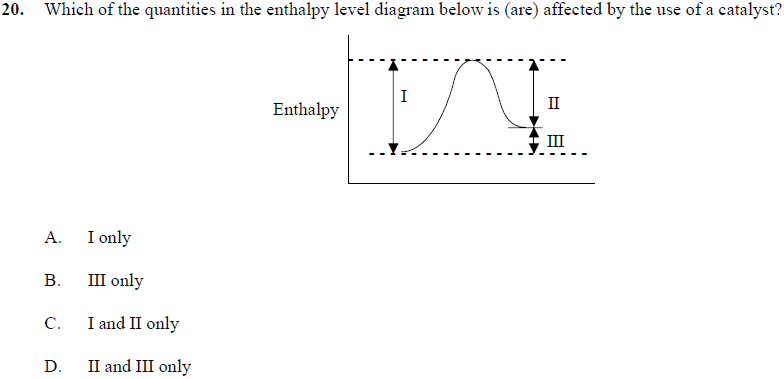 20. Which of the quantities in the enthalpy level diagram below is (are) affected by the use of a catalyst?
Enthalpy
I
II
III
A. I only
B. III only
C. I and II only
D. II and III only